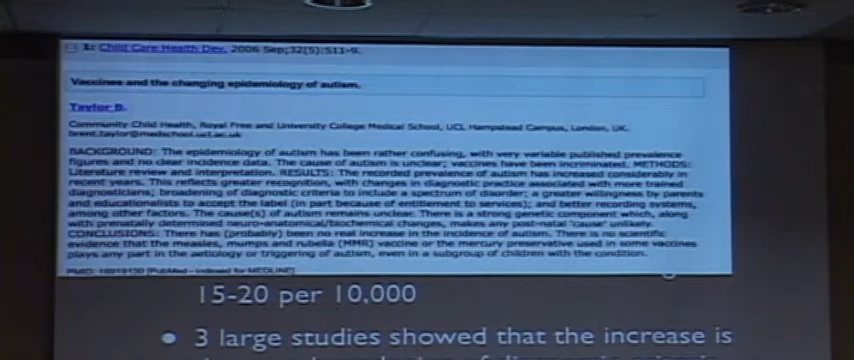 1: Child Care Health Dev. 2006 Sep;32(5):511-9.
Vaccines and the changing epidemiology of autism.
Taylor B.
Community Child Health, Royal Free and University College Medical School, UCL Hampstead Campus, London, UK.
brent.taylor@medschool.ucl.ac.uk
BACKGROUND: The epidemiology of autism has been rather confusing, with very variable published prevalence
figures and no clear incidence data. The cause of autism is unclear; vaccines have been incriminated. METHODS:
Literature review and interpretation. RESULTS: The recorded prevalence of autism has increased considerably in
recent years. This reflects greater recognition, with changes in diagnostic practice associated with more trained
diagnosticians; broadening of diagnostic criteria to include a spectrum of disorder; a greater willingness by parents
and educationalists to accept the label (in part because of entitlement to services); and better recording systems,
among other factors. The cause(s) of autism remains unclear. There is a strong genetic component which, along
with prenatally determined neuro-anatomical/biochemical changes, makes any post-natal 'cause' unlikely.
CONCLUSIONS: There has (probably) been no real increase in the incidence of autism. There is no scientific
evidence that the measles, mumps and rubella (MMR) vaccine or the mercury preservative used in some vaccines
plays any part in the aetiology or triggering of autism, even in a subgroup of children with the condition.
PMID: [PubMed - indexed for MEDLINE]
15-20 per 10,000
• 3 large studies showed that the increase is